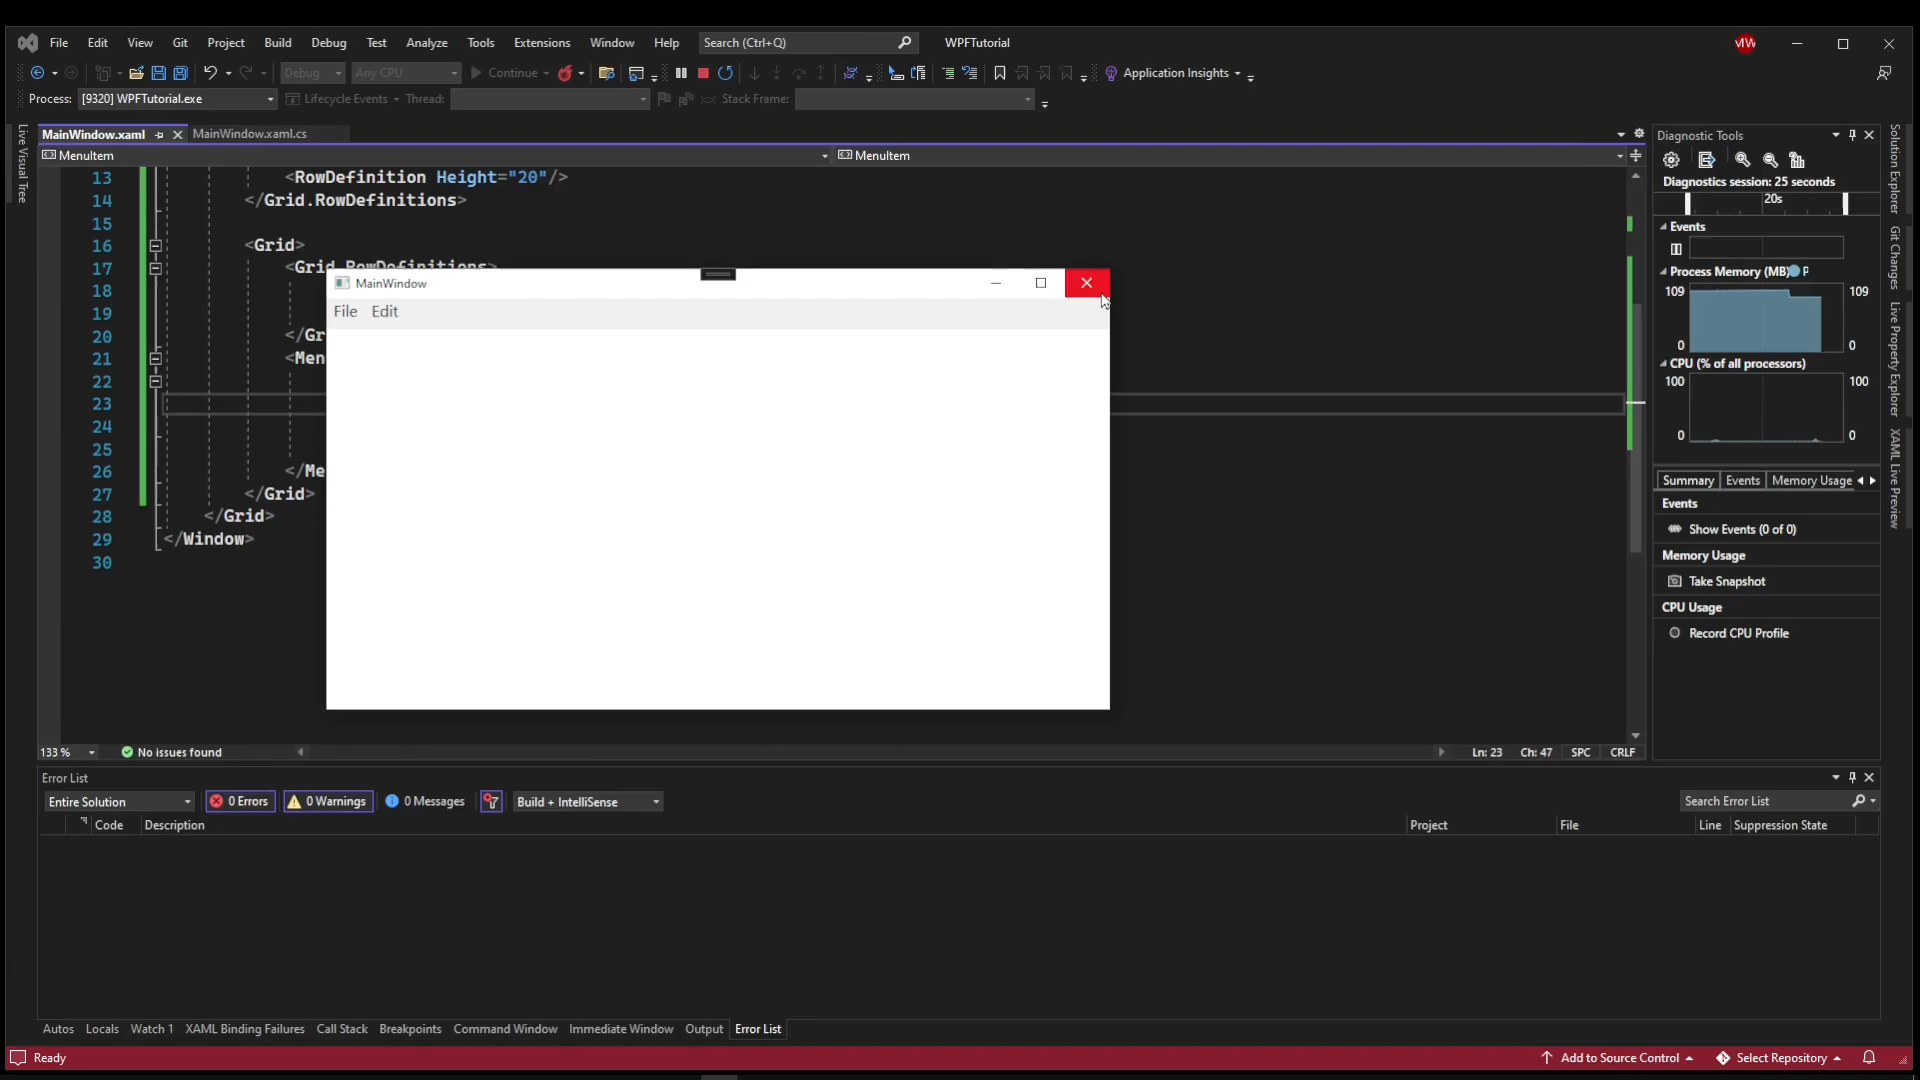 File Edit View Git Project Build Debug Test Analyze Tools Extensions Window Help Search (Ctrl+Q) WPFTutorial MW
Debug Any CPU Continue Application Insights
Process: [9320] WPFTutorial.exe Lifecycle Events Thread: Stack Frame:
Live Visual Tree
MainWindow.xaml MainWindow.xaml.cs
MenuItem MenuItem
13 <RowDefinition Height="20"/>
14 </Grid.RowDefinitions>
15
16 <Grid>
17 <Grid.RowDefinitions>
18
19
20 </Gr
21 <Men
22
23
24
25
26 </Me
27 </Grid>
28 </Grid>
29 </Window>
30
MainWindow
File Edit
133 % No issues found Ln: 23 Ch: 47 SPC CRLF
Diagnostic Tools
Diagnostics session: 25 seconds
20s
Events
Process Memory (MB) P
109 109
0 0
CPU (% of all processors)
100 100
0 0
Summary Events Memory Usage
Events
Show Events (0 of 0)
Memory Usage
Take Snapshot
CPU Usage
Record CPU Profile
Solution Explorer
Git Changes
Live Property Explorer
XAML Live Preview
Error List
Entire Solution 0 Errors 0 Warnings 0 Messages Build + IntelliSense Search Error List
Code Description Project File Line Suppression State
Autos Locals Watch 1 XAML Binding Failures Call Stack Breakpoints Command Window Immediate Window Output Error List
Ready Add to Source Control Select Repository